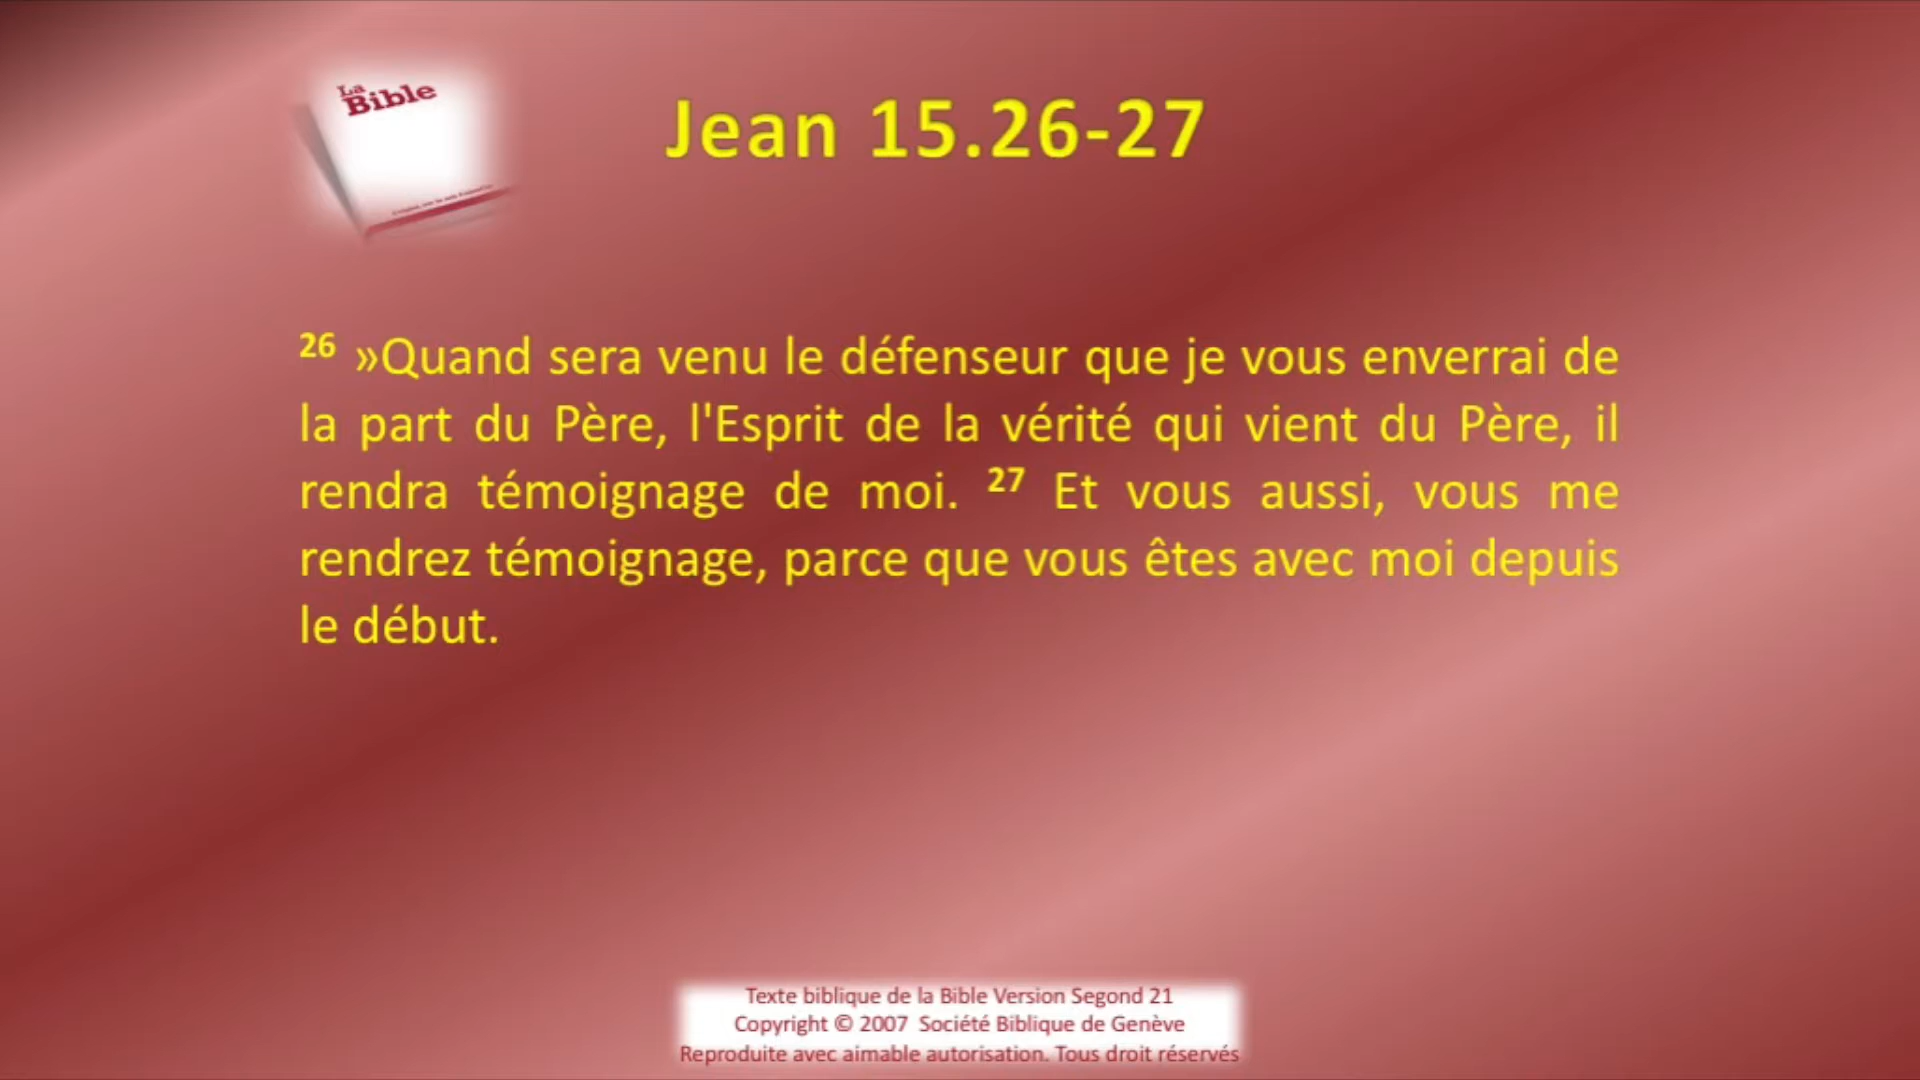 La
Bible
Jean 15.26-27
26 »Quand sera venu le défenseur que je vous enverrai de
la part du Père, l'Esprit de la vérité qui vient du Père, il
rendra témoignage de moi. 27 Et vous aussi, vous me
rendrez témoignage, parce que vous êtes avec moi depuis
le début.
Texte biblique de la Bible Version Segond 21
Copyright © 2007 Société Biblique de Genève
Reproduite avec aimable autorisation. Tous droit réservés